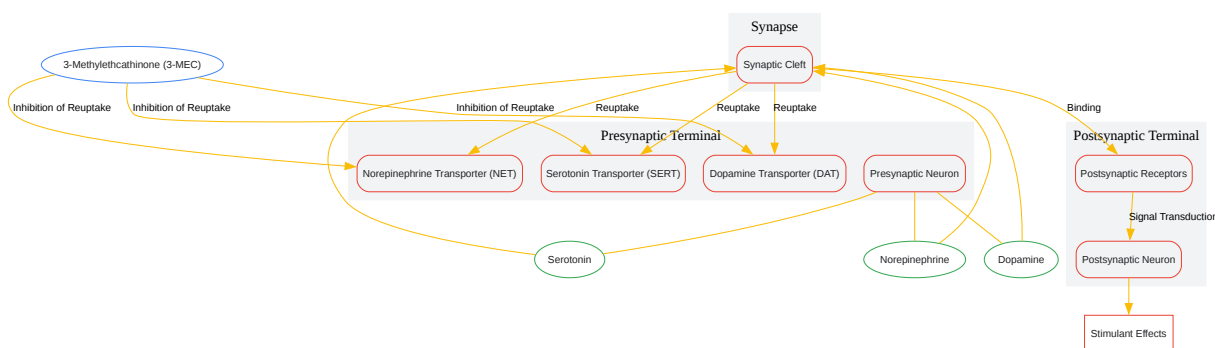 Synapse
3-Methylethcathinone (3-MEC)
Synaptic Cleft
Inhibition of Reuptake
Inhibition of Reuptake
Inhibition of Reuptake
Reuptake
Reuptake
Reuptake
Binding
Presynaptic Terminal
Postsynaptic Terminal
Norepinephrine Transporter (NET)
Serotonin Transporter (SERT)
Dopamine Transporter (DAT)
Presynaptic Neuron
Postsynaptic Receptors
Signal Transduction
Serotonin
Norepinephrine
Dopamine
Postsynaptic Neuron
Stimulant Effects